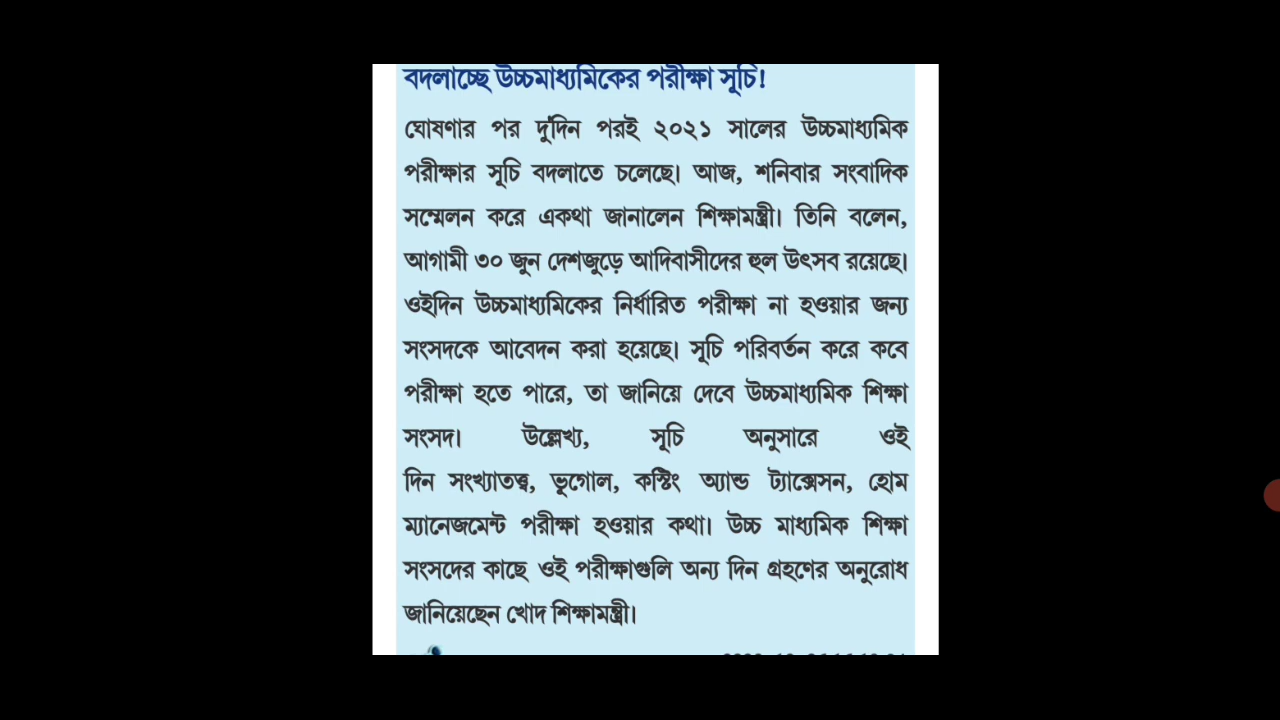 বদলাচ্ছে উচ্চমাধ্যমিকের পরীক্ষা সূচি!
ঘোষণার পর দু'দিন পরই ২০২১ সালের উচ্চমাধ্যমিক
পরীক্ষার সূচি বদলাতে চলেছে। আজ, শনিবার সংবাদিক
সম্মেলন করে একথা জানালেন শিক্ষামন্ত্রী। তিনি বলেন,
আগামী ৩০ জুন দেশজুড়ে আদিবাসীদের হুল উৎসব রয়েছে।
ওইদিন উচ্চমাধ্যমিকের নির্ধারিত পরীক্ষা না হওয়ার জন্য
সংসদকে আবেদন করা হয়েছে। সূচি পরিবর্তন করে কবে
পরীক্ষা হতে পারে, তা জানিয়ে দেবে উচ্চমাধ্যমিক শিক্ষা
সংসদ। উল্লেখ্য, সূচি অনুসারে ওই
দিন সংখ্যাতত্ত্ব, ভূগোল, কস্টিং অ্যান্ড ট্যাক্সেসন, হোম
ম্যানেজমেন্ট পরীক্ষা হওয়ার কথা। উচ্চ মাধ্যমিক শিক্ষা
সংসদের কাছে ওই পরীক্ষাগুলি অন্য দিন গ্রহণের অনুরোধ
জানিয়েছেন খোদ শিক্ষামন্ত্রী।